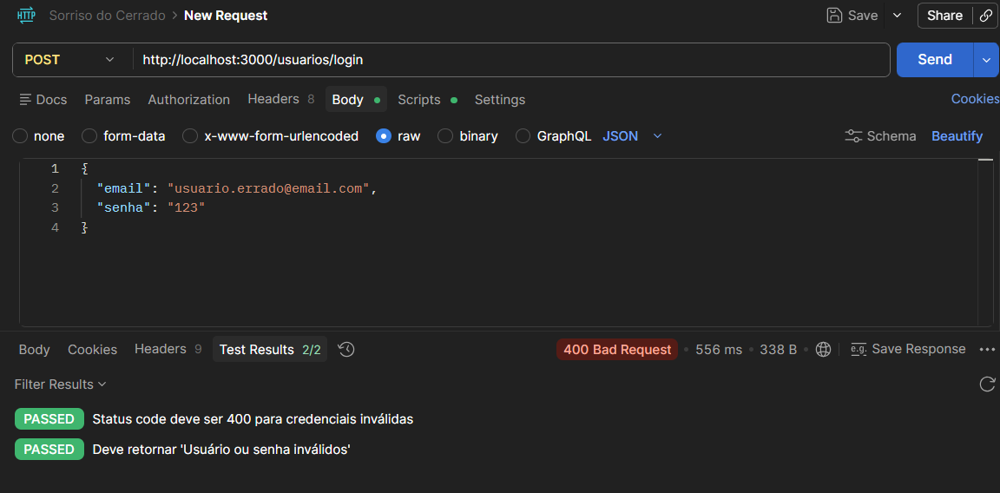 HTTP Sorriso do Cerrado > New Request Save Share
POST http://localhost:3000/usuarios/login Send
Docs Params Authorization Headers 8 Body Scripts Settings Cookies
none form-data x-www-form-urlencoded raw binary GraphQL JSON Schema Beautify
1 {
2 "email": "usuario.errado@email.com",
3 "senha": "123"
4 }
Body Cookies Headers 9 Test Results 2/2 400 Bad Request • 556 ms • 338 B • e.g. Save Response
Filter Results
PASSED Status code deve ser 400 para credenciais inválidas
PASSED Deve retornar 'Usuário ou senha inválidos'